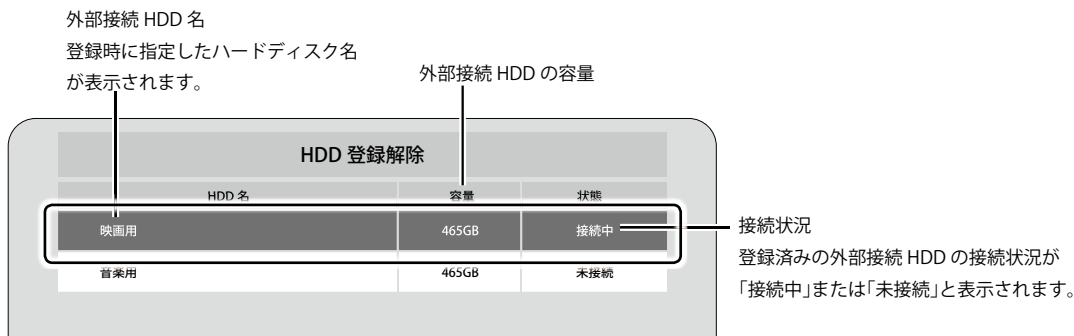 外部接続 HDD 名
登録時に指定したハードディスク名
が表示されます。
外部接続 HDD の容量
HDD 登録解除
HDD 名 容量 状態
映画用 465GB 接続中
音楽用 465GB 未接続
接続状況
登録済みの外部接続 HDD の接続状況が
「接続中」または「未接続」と表示されます。